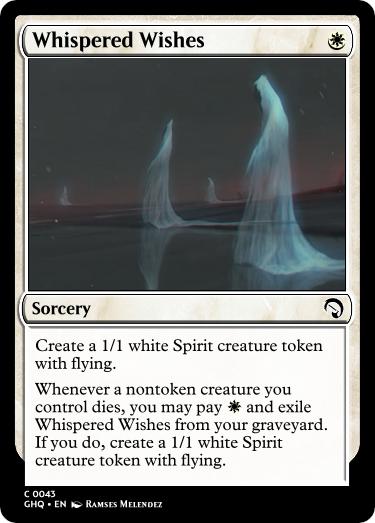 Whispered Wishes
Sorcery
Create a 1/1 white Spirit creature token
with flying.
Whenever a nontoken creature you
control dies, you may pay and exile
Whispered Wishes from your graveyard.
If you do, create a 1/1 white Spirit
creature token with flying.
C 0043
GHQ • EN Ramses Melendez